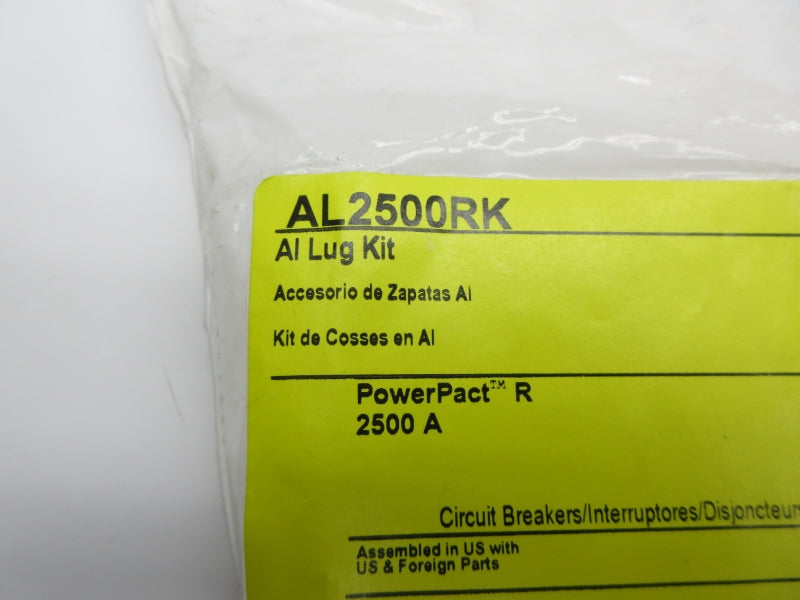 AL2500RK
Al Lug Kit
Accesorio de Zapatas Al
Kit de Cosses en Al
PowerPact™ R
2500 A
Circuit Breakers/Interruptores/Disjoncteurs
Assembled in US with
US & Foreign Parts